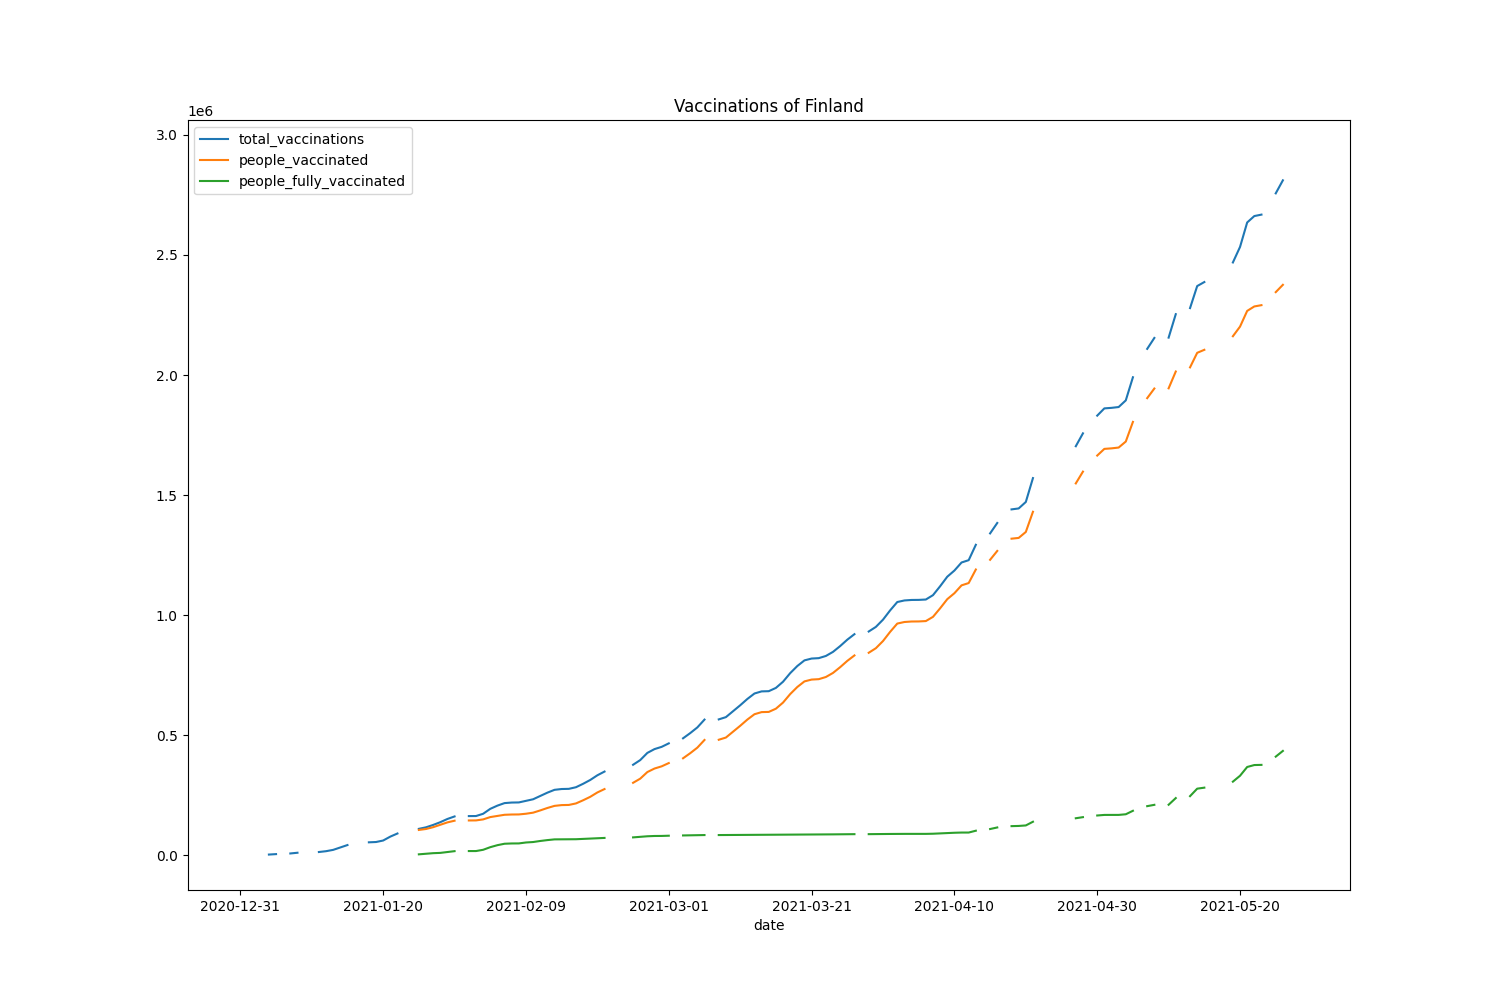 Vaccinations of Finland
1e6
total_vaccinations
people_vaccinated
people_fully_vaccinated
3.0
2.5
2.0
1.5
1.0
0.5
0.0
2020-12-31 2021-01-20 2021-02-09 2021-03-01 2021-03-21 2021-04-10 2021-04-30 2021-05-20
date